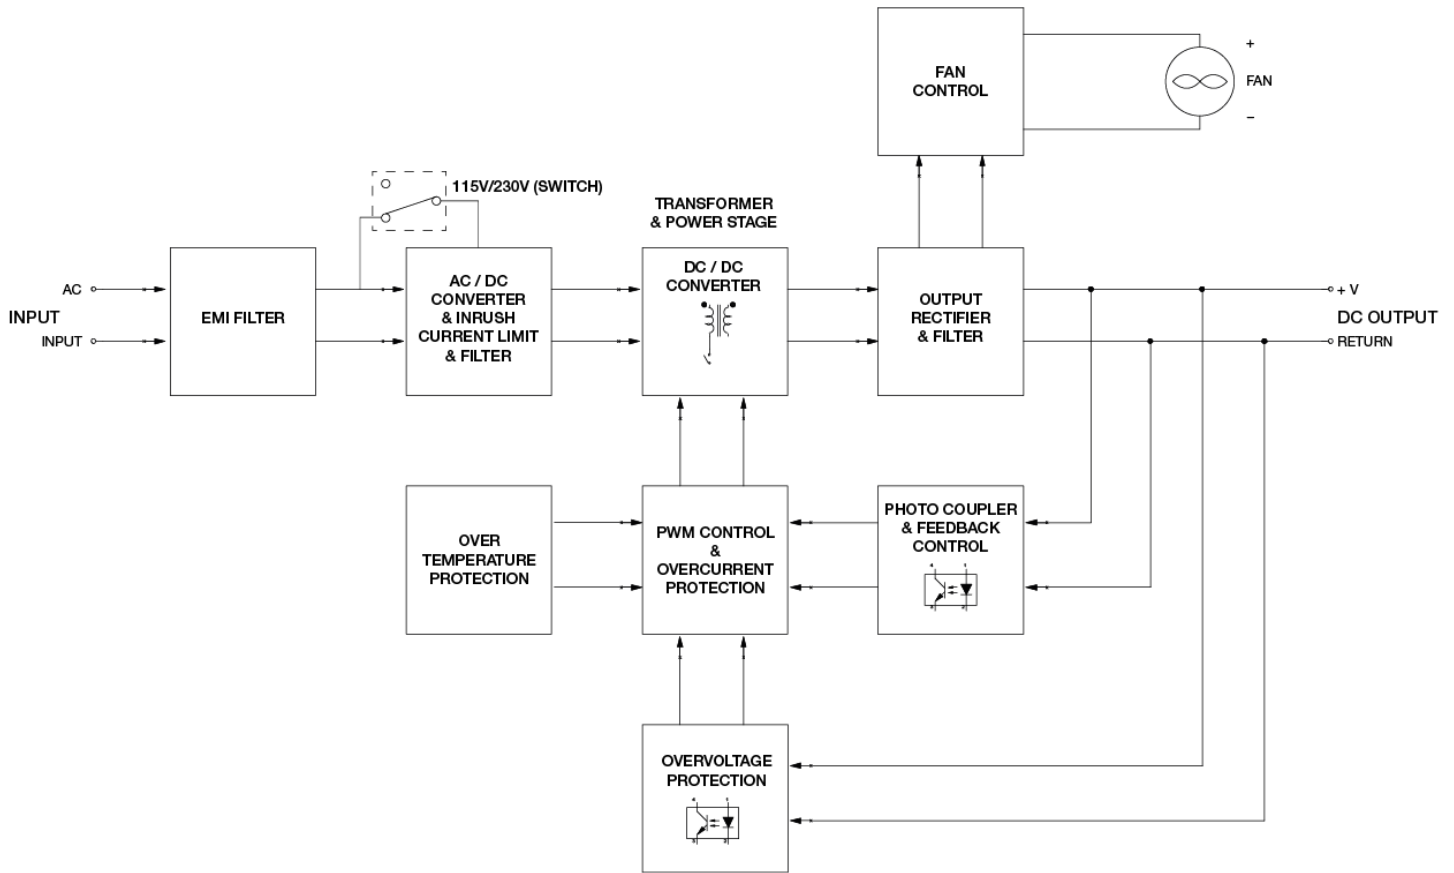 FAN
CONTROL
+
FAN
–
115V/230V (SWITCH)
TRANSFORMER
& POWER STAGE
AC
INPUT
INPUT
EMI FILTER
AC / DC
CONVERTER
& INRUSH
CURRENT LIMIT
& FILTER
DC / DC
CONVERTER
OUTPUT
RECTIFIER
& FILTER
+ V
DC OUTPUT
RETURN
OVER
TEMPERATURE
PROTECTION
PWM CONTROL
&
OVERCURRENT
PROTECTION
PHOTO COUPLER
& FEEDBACK
CONTROL
OVERVOLTAGE
PROTECTION